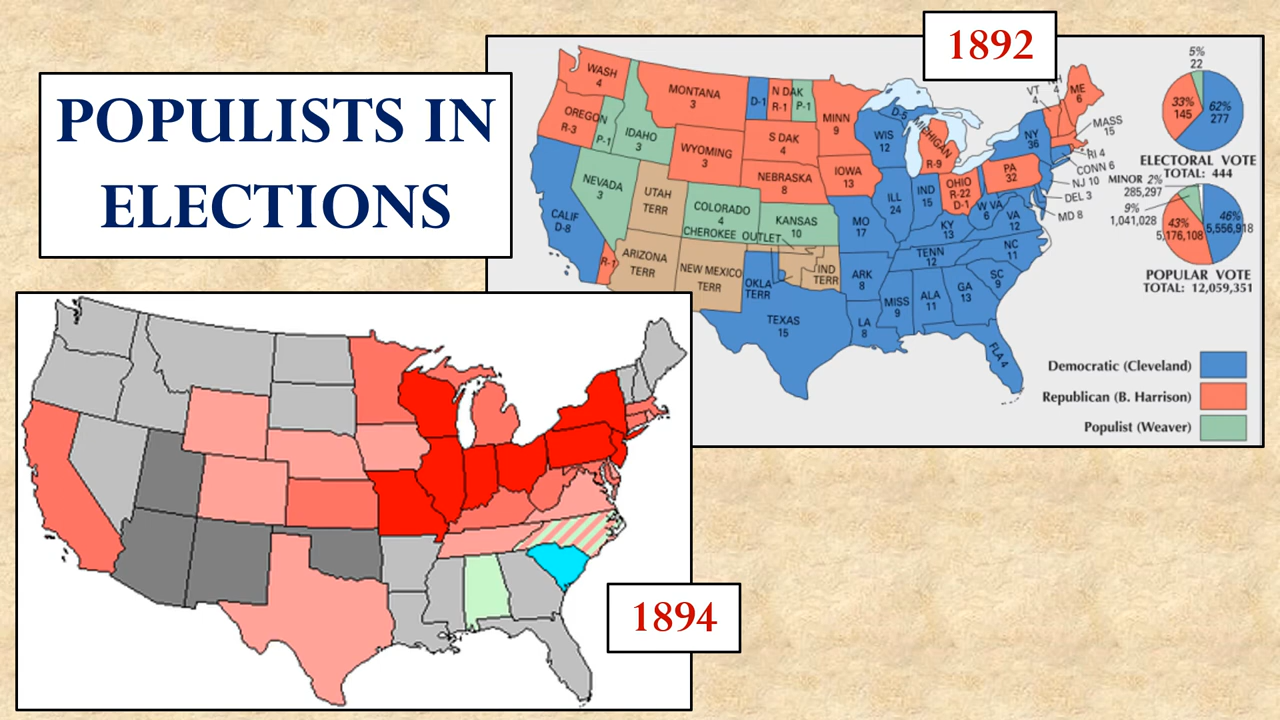 POPULISTS IN
ELECTIONS
1892
WASH
4
OREGON
R-3
P-1
IDAHO
3
MONTANA
3
D-1
N DAK
R-1
P-1
MINN
9
WYOMING
3
S DAK
4
NEBRASKA
8
IOWA
13
WIS
12
D-5
MICHIGAN
R-9
NEVADA
3
UTAH
TERR
COLORADO
4
KANSAS
10
CHEROKEE OUTLET
CALIF
D-8
R-1
ARIZONA
TERR
NEW MEXICO
TERR
OKLA
TERR
IND
TERR
TEXAS
15
MO
17
ARK
8
LA
8
ILL
24
IND
15
OHIO
R-22
D-1
KY
13
TENN
12
MISS
9
ALA
11
GA
13
FLA 4
SC
9
NC
11
VA
12
W VA
6
PA
32
NY
36
VT
4
NH
4
ME
6
MASS
15
RI 4
CONN 6
NJ 10
DEL 3
MD 8
5%
22
33%
145
62%
277
ELECTORAL VOTE
TOTAL: 444
MINOR 2%
285,297
9%
1,041,028
43%
5,176,108
46%
5,556,918
POPULAR VOTE
TOTAL: 12,059,351
Democratic (Cleveland)
Republican (B. Harrison)
Populist (Weaver)
1894